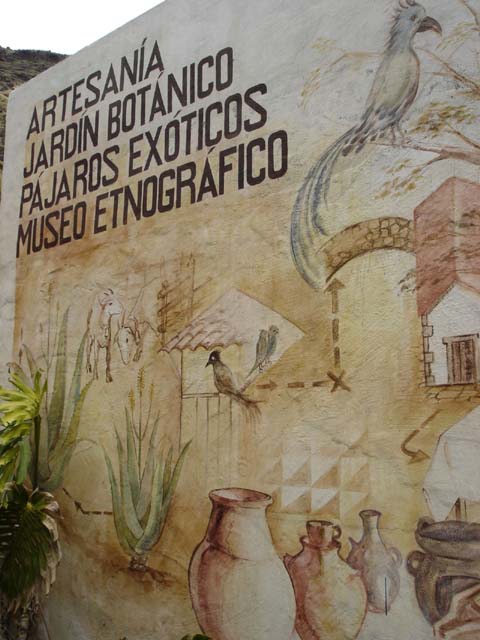 ARTESANÍA
JARDÍN BOTÁNICO
PÁJAROS EXÓTICOS
MUSEO ETNOGRÁFICO